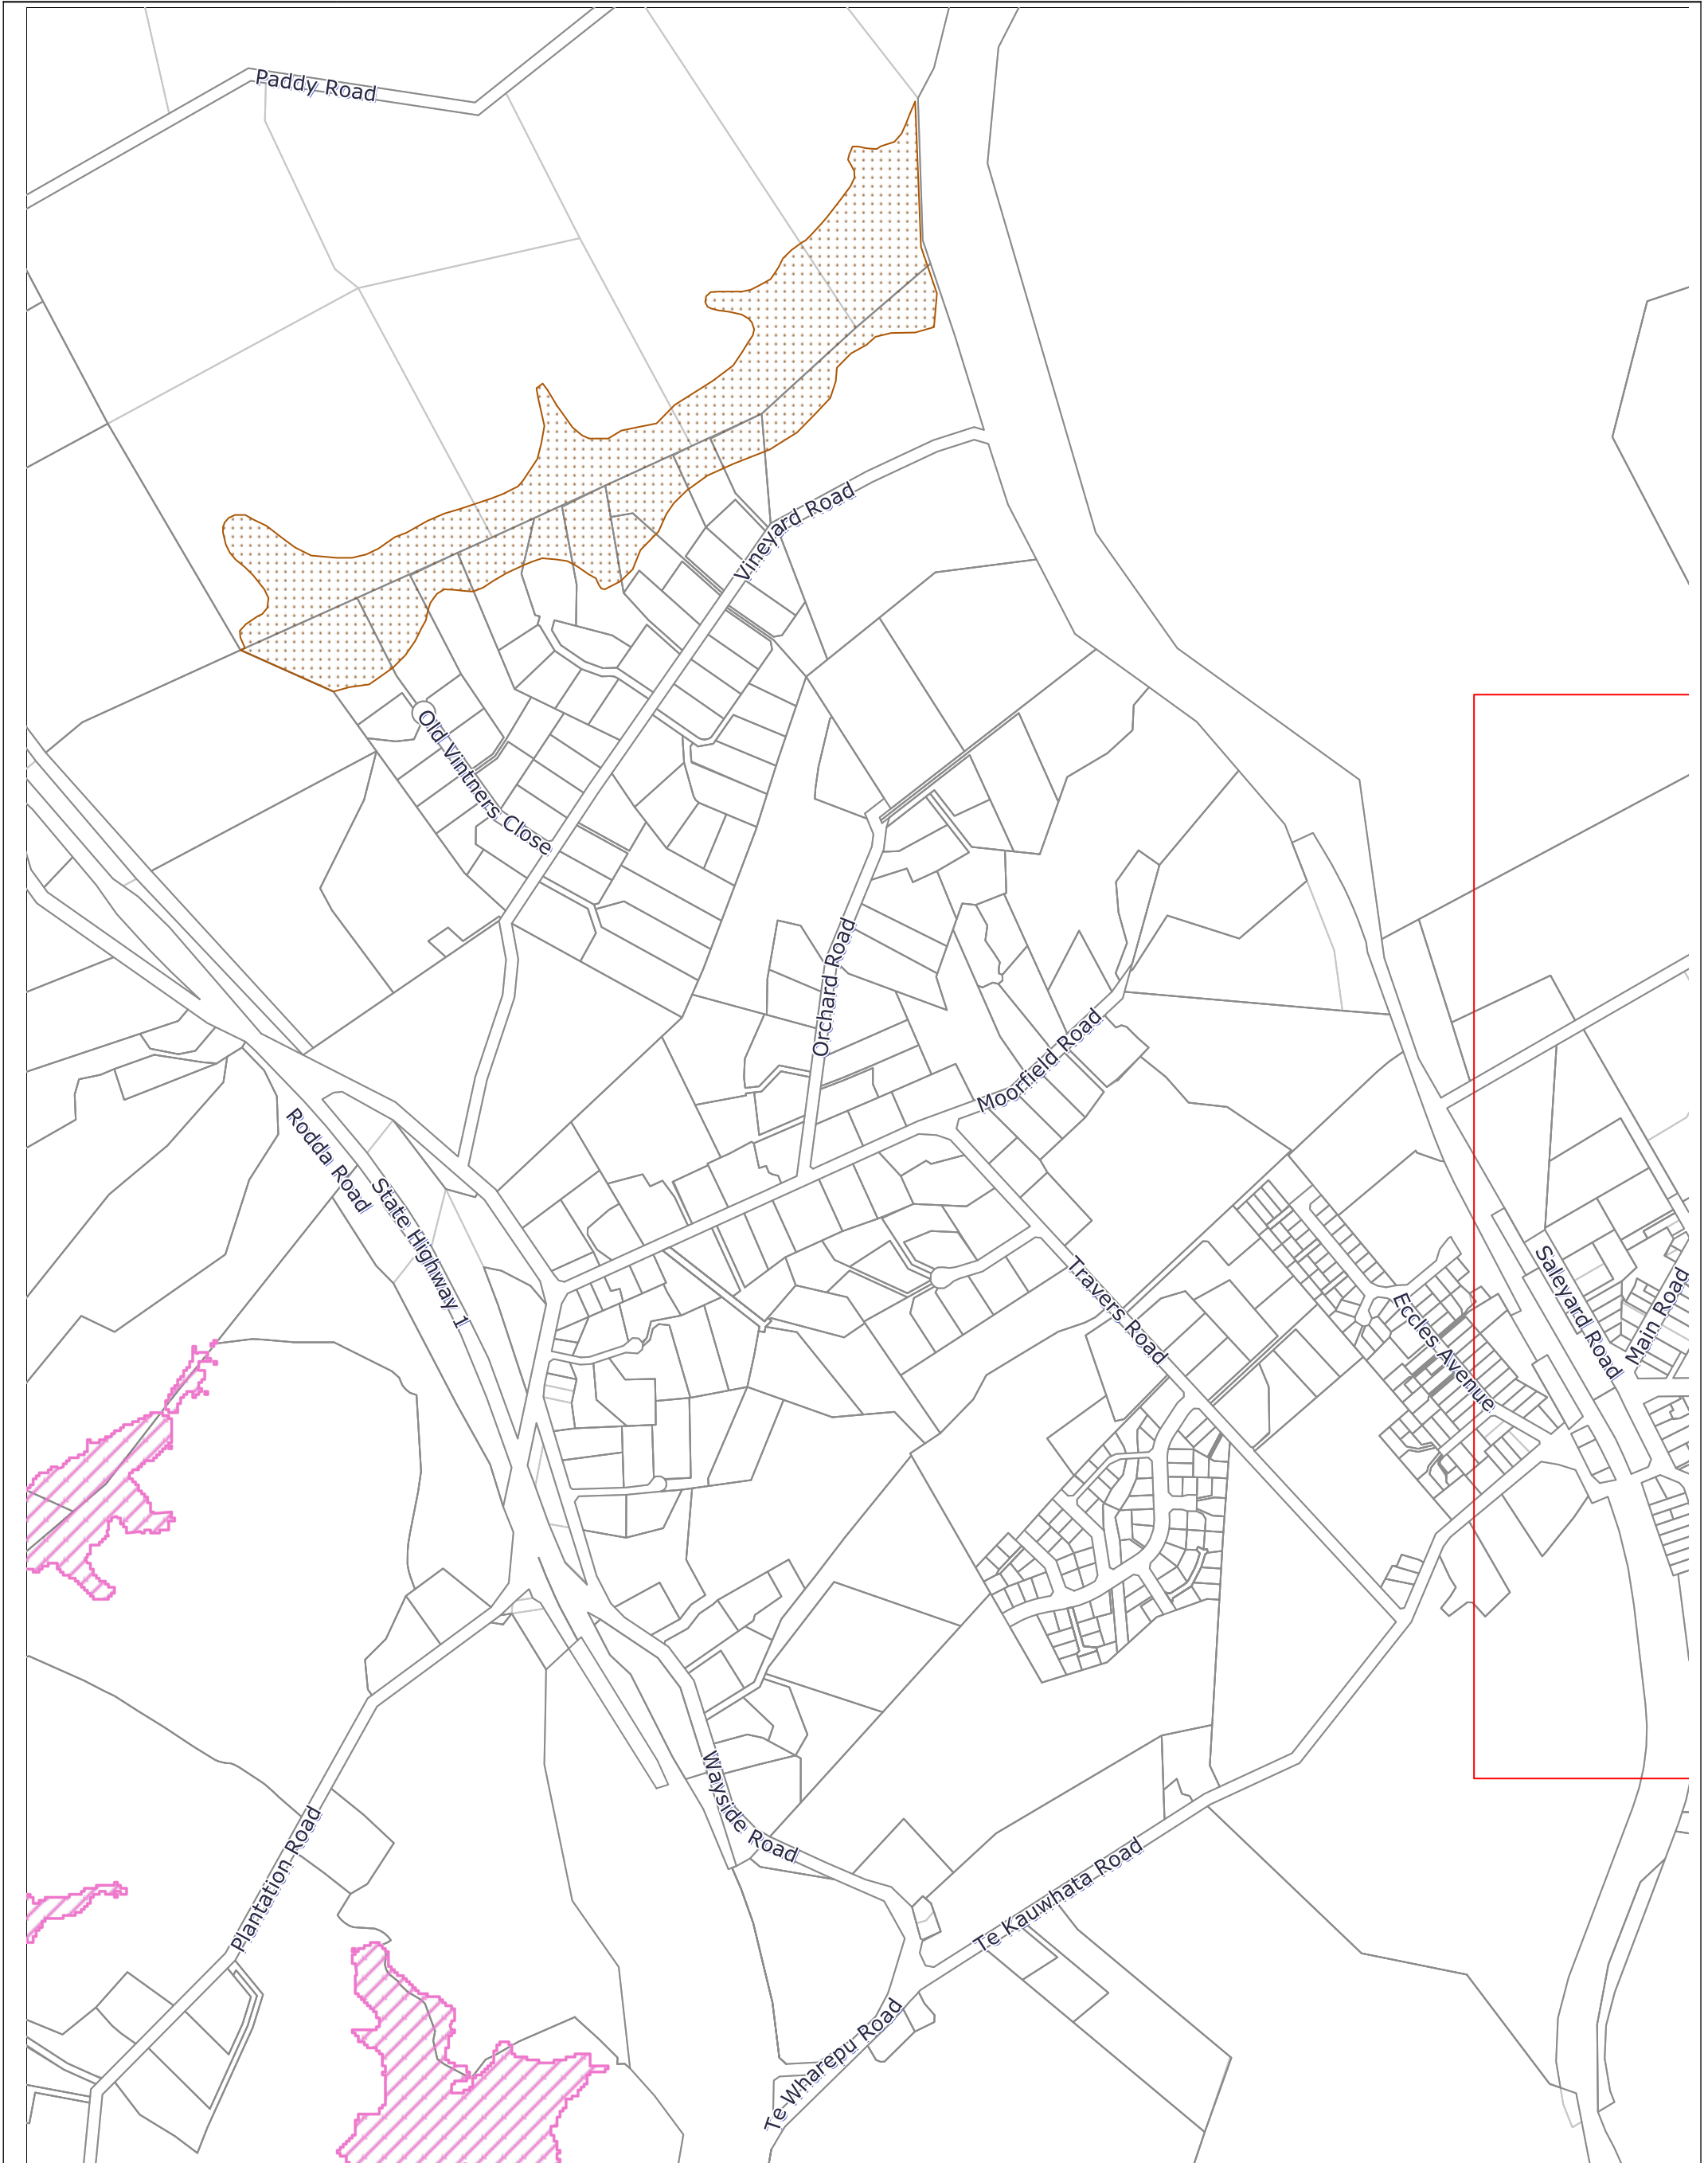 Paddy Road
Vineyard Road
Old Vintners Close
Orchard Road
Moorfield Road
Rodda Road
State Highway 1
Travers Road
Eccles Avenue
Saleyard Road
Main Road
Wayside Road
Plantation Road
Te Kauwhata Road
Te Wharepu Road